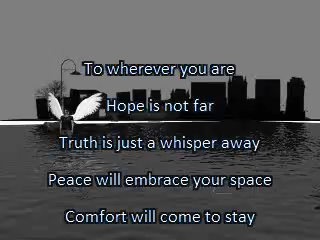 To wherever you are
Hope is not far
Truth is just a whisper away
Peace will embrace your space
Comfort will come to stay